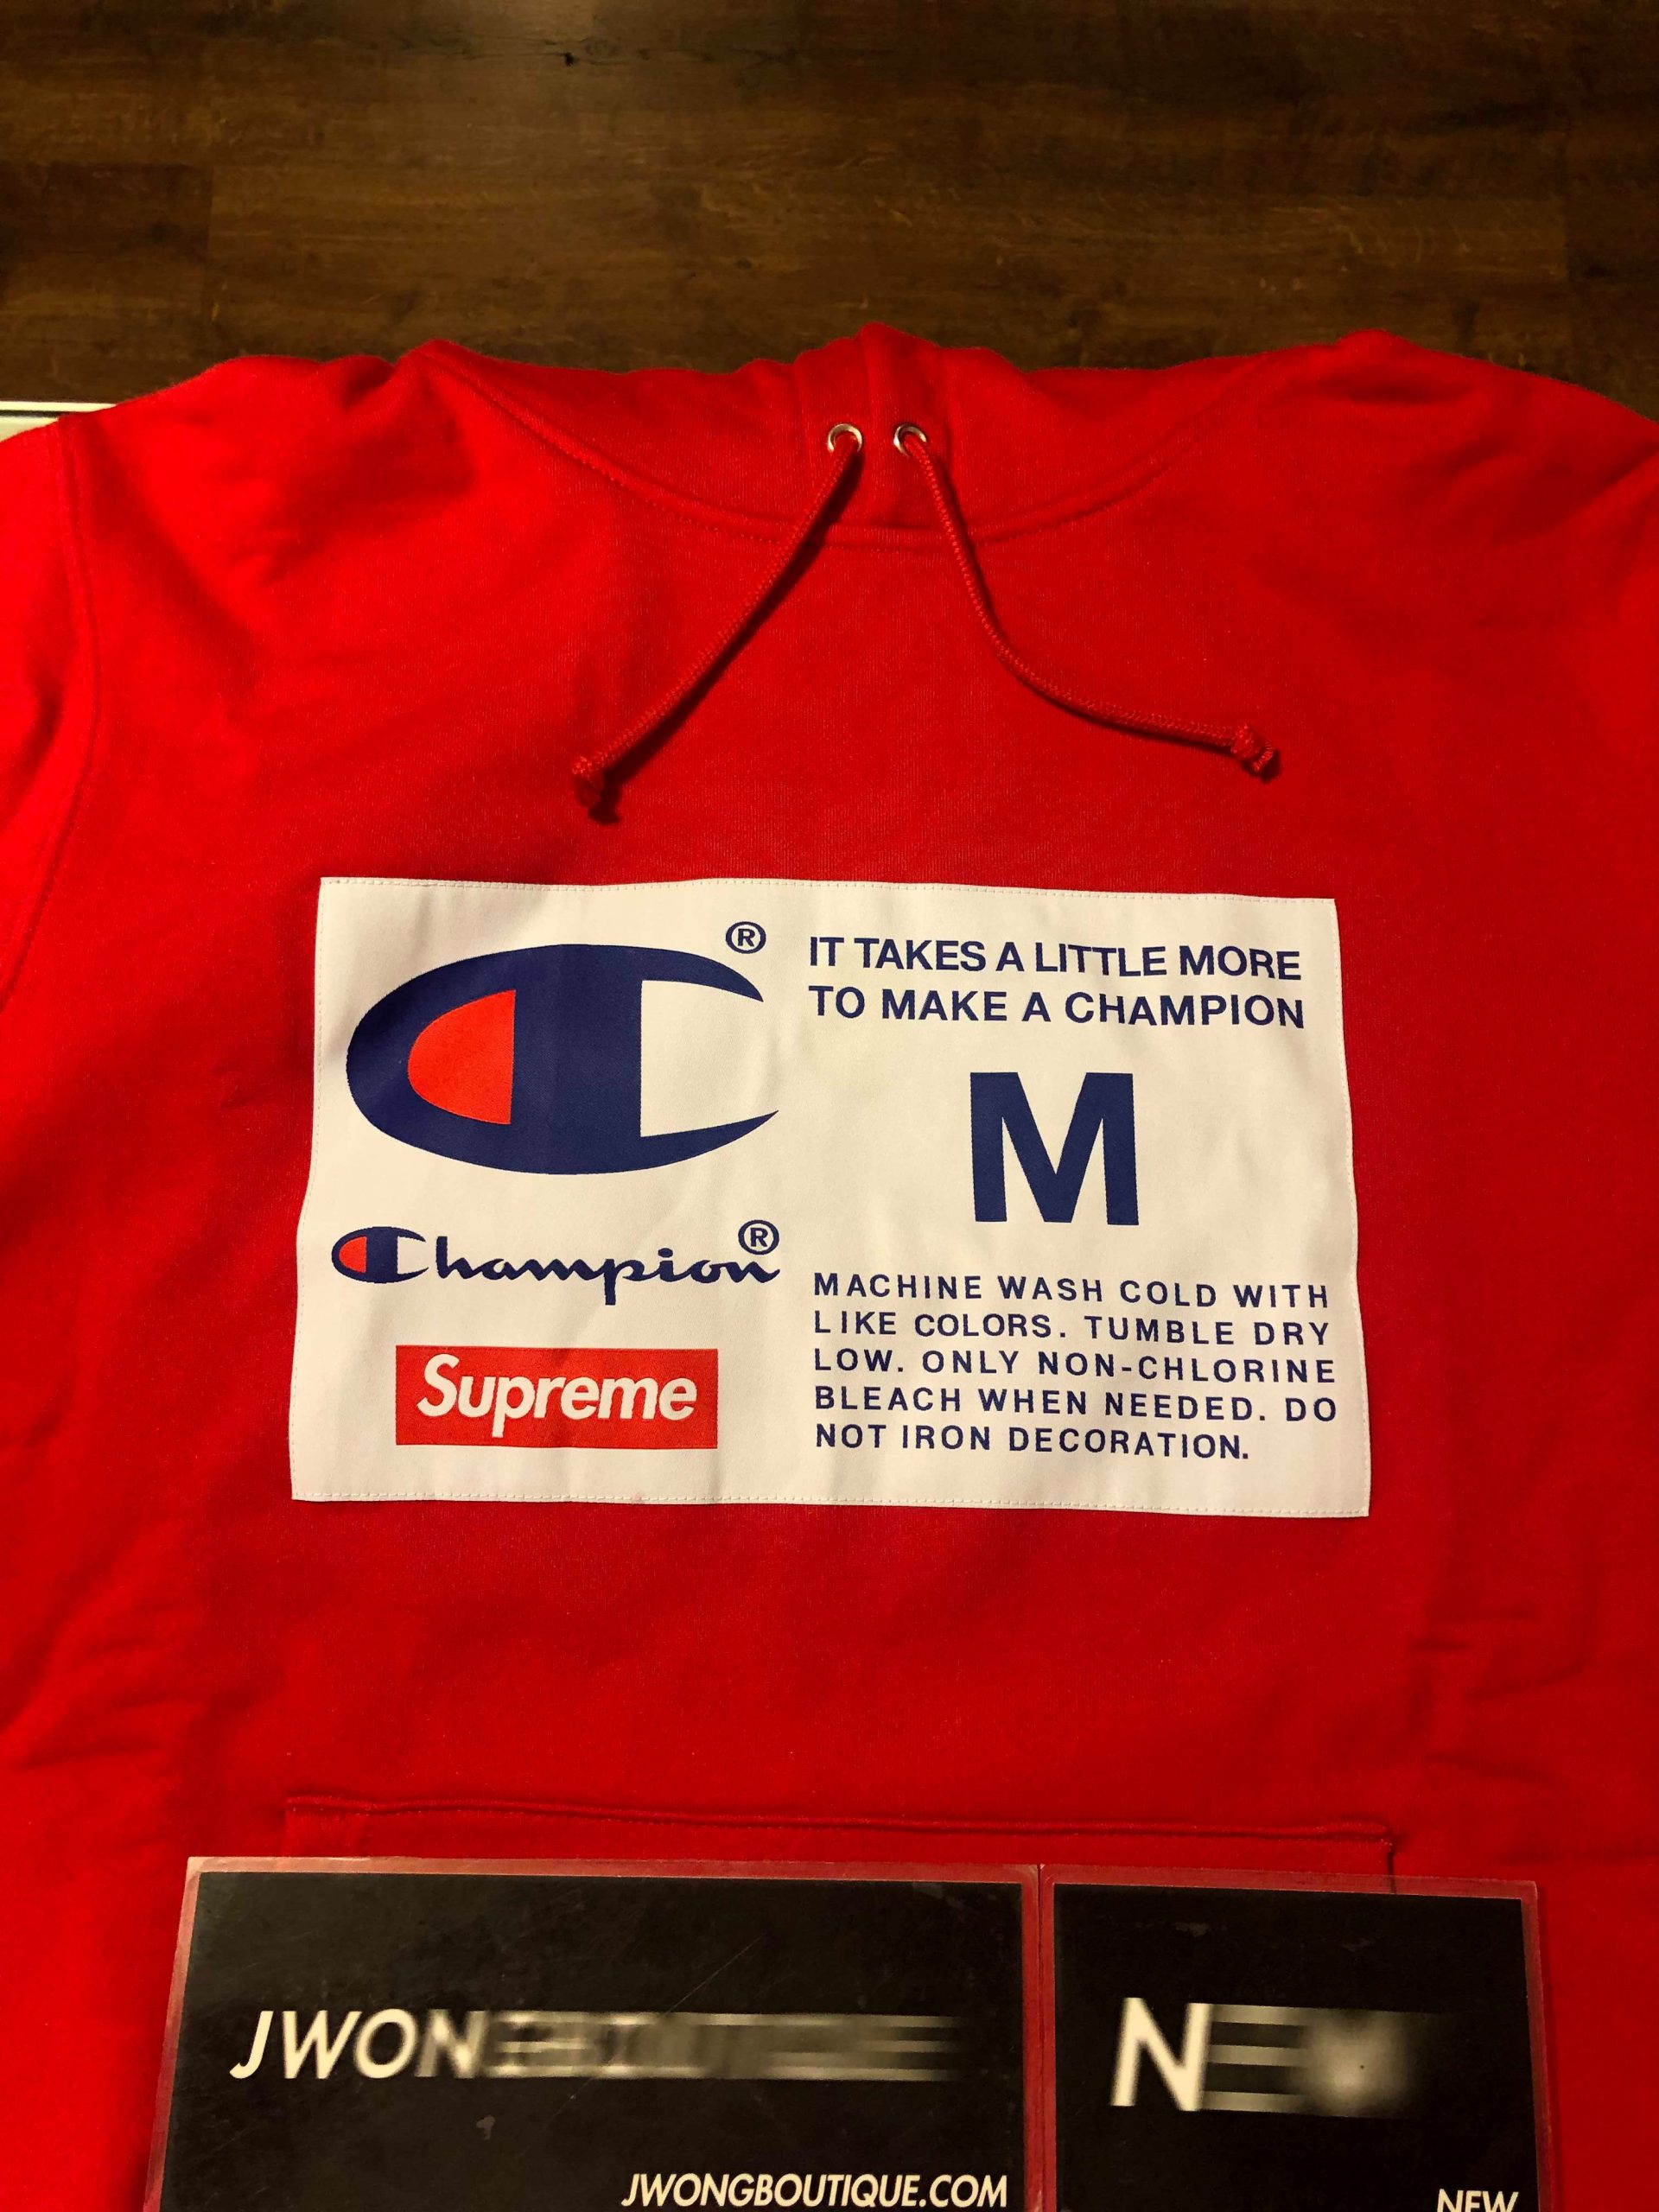 ®
IT TAKES A LITTLE MORE
TO MAKE A CHAMPION
M
Champion®
Supreme
MACHINE WASH COLD WITH
LIKE COLORS. TUMBLE DRY
LOW. ONLY NON-CHLORINE
BLEACH WHEN NEEDED. DO
NOT IRON DECORATION.
JWONGBOUTIQUE.COM
NEW